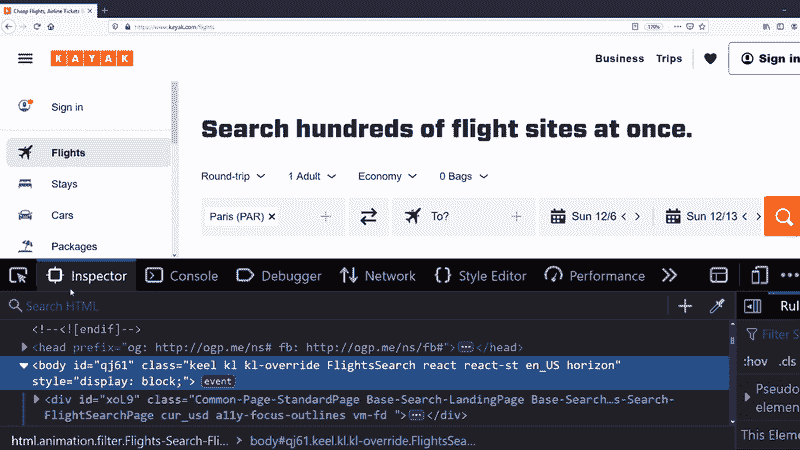 Cheap Flights, Airline Tickets &
https://www.kayak.com/flights
170%
KAYAK
Business Trips Sign in
Sign in
Search hundreds of flight sites at once.
Flights
Round-trip 1 Adult Economy 0 Bags
Stays
Cars
Paris (PAR) × To? Sun 12/6 < > Sun 12/13 < >
Packages
Inspector Console Debugger Network Style Editor Performance
Search HTML
Rul
<!--<![endif]-->
<head prefix="og: http://ogp.me/ns# fb: http://ogp.me/ns/fb#"></head>
Filter S
<body id="qj61" class="keel kl kl-override FlightsSearch react react-st en_US horizon"
:hov .cls
style="display: block;"> event
Pseudo
<div id="xoL9" class="Common-Page-StandardPage Base-Search-LandingPage Base-Search…s-Search-
elemen
FlightSearchPage cur_usd a11y-focus-outlines vm-fd "></div>
This Elemen
html.animation.filter.Flights-Search-Fli… > body#qj61.keel.kl.kl-override.FlightsSea…